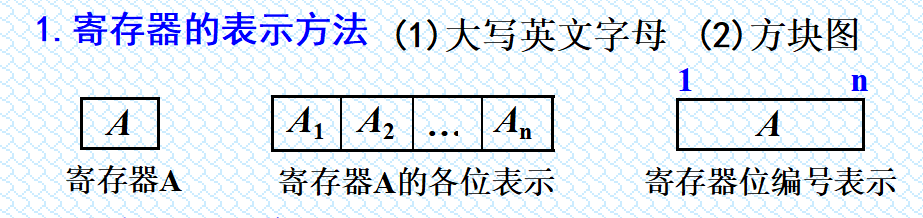 1.寄存器的表示方法 (1)大写英文字母 (2)方块图
1 n
A A₁ A₂ … Aₙ A
寄存器A 寄存器A的各位表示 寄存器位编号表示